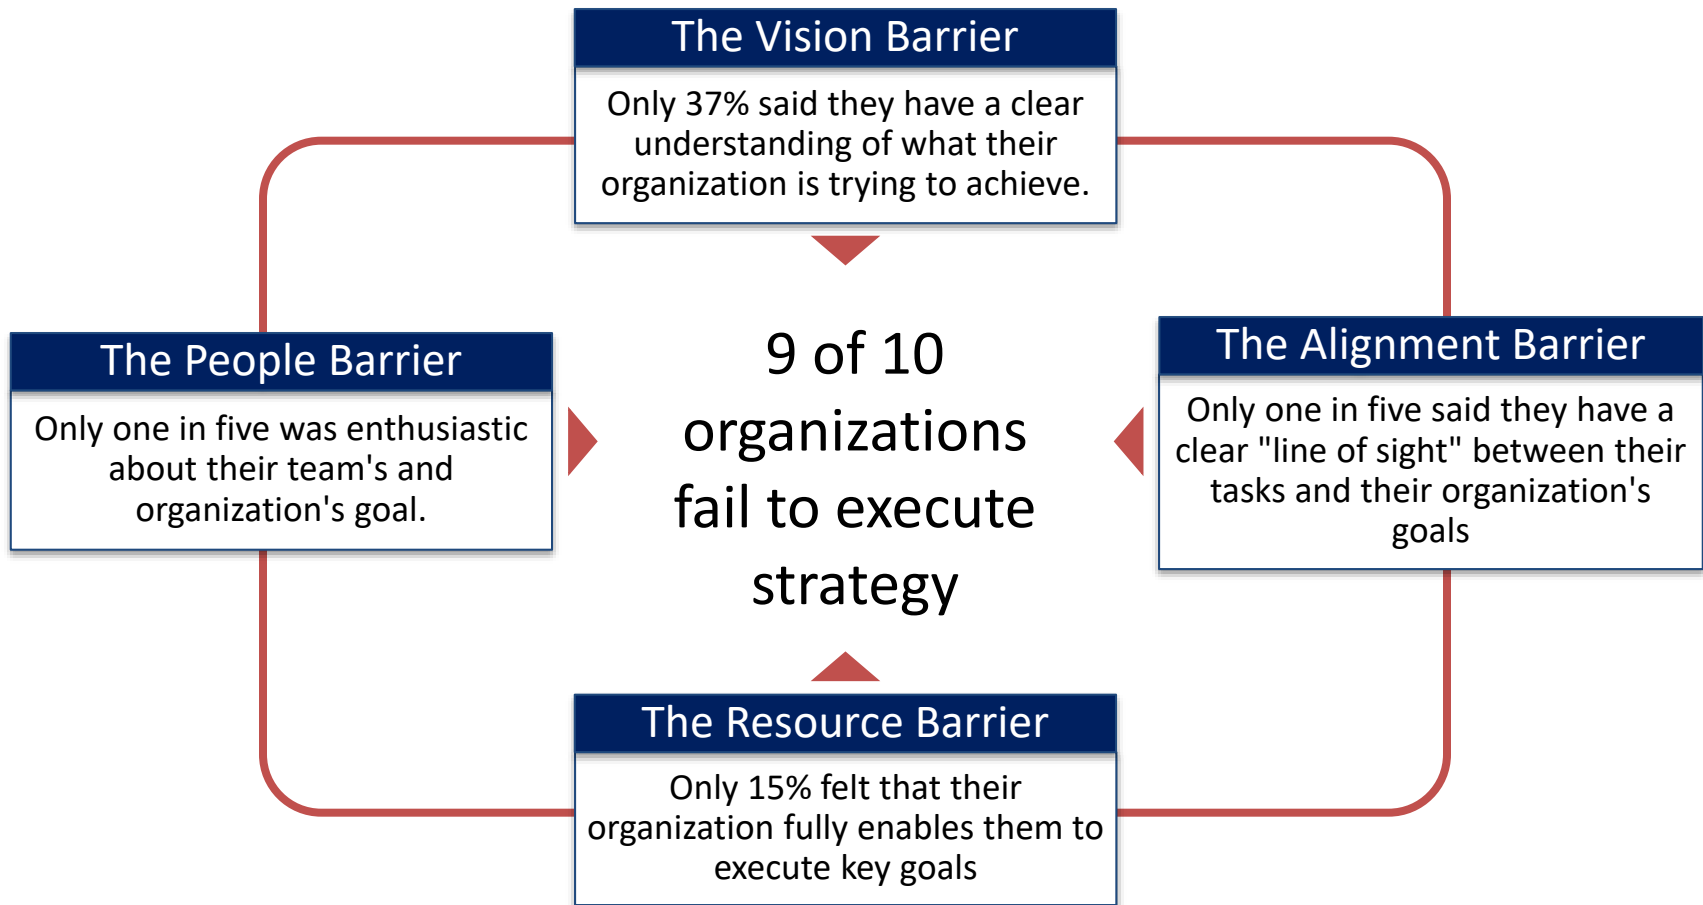 The Vision Barrier
Only 37% said they have a clear
understanding of what their
organization is trying to achieve.
The People Barrier
Only one in five was enthusiastic
about their team's and
organization's goal.
9 of 10
organizations
fail to execute
strategy
The Alignment Barrier
Only one in five said they have a
clear "line of sight" between their
tasks and their organization's
goals
The Resource Barrier
Only 15% felt that their
organization fully enables them to
execute key goals